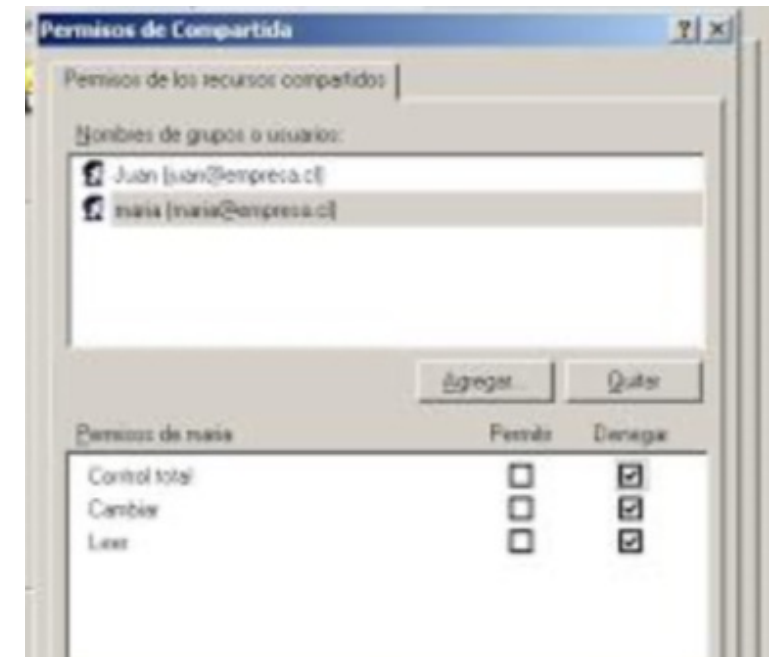 Permisos de Compartida
Permisos de los recursos compartidos
Nombres de grupos o usuarios:
Juan (juan@empresa.cl)
maria (maria@empresa.cl)
Agregar... Quitar
Permisos de maria Permitir Denegar
Control total
Cambiar
Leer